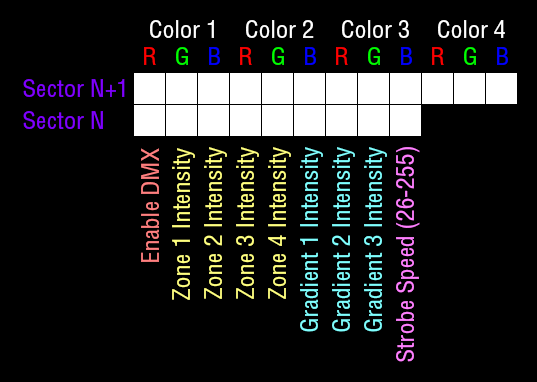 Color 1 Color 2 Color 3 Color 4
R G B R G B R G B R G B
Sector N+1
Sector N
Enable DMX
Zone 1 Intensity
Zone 2 Intensity
Zone 3 Intensity
Zone 4 Intensity
Gradient 1 Intensity
Gradient 2 Intensity
Gradient 3 Intensity
Strobe Speed (26-255)